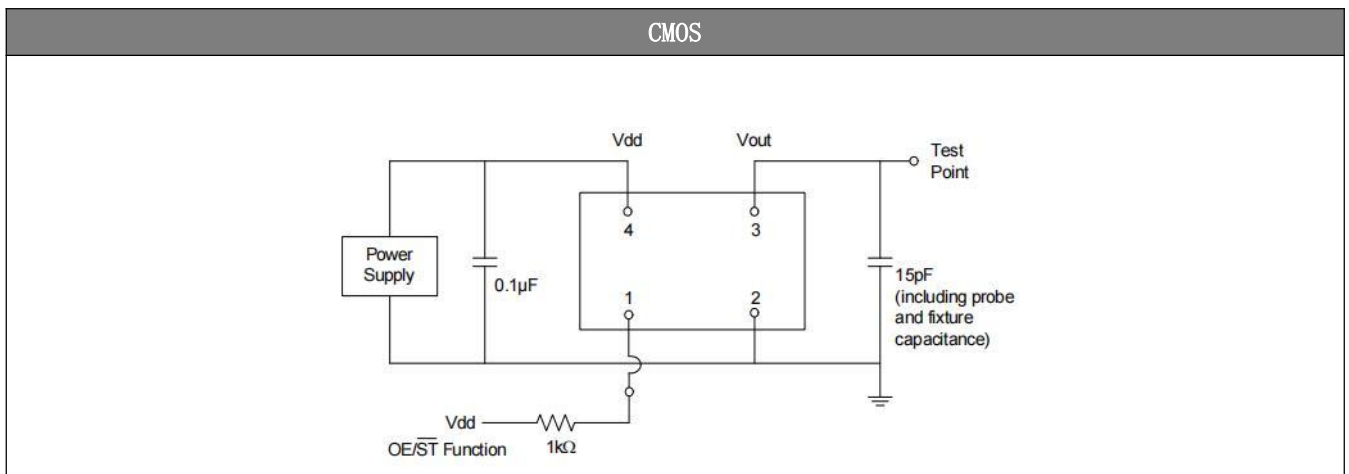 CMOS
Vdd
Vout
Test
Point
4
3
Power
Supply
0.1µF
1
2
15pF
(including probe
and fixture
capacitance)
Vdd
OE/S̅T̅ Function
1kΩ